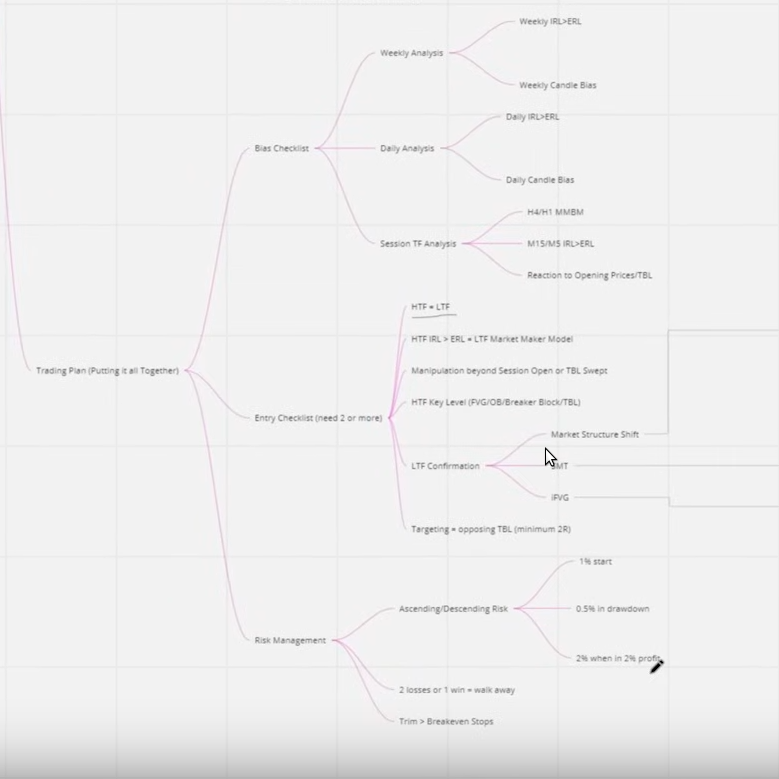 Weekly IRL>ERL
Weekly Analysis
Weekly Candle Bias
Daily IRL>ERL
Bias Checklist
Daily Analysis
Daily Candle Bias
H4/H1 MMBM
Session TF Analysis
M15/M5 IRL>ERL
Reaction to Opening Prices/TBL
HTF = LTF
HTF IRL > ERL = LTF Market Maker Model
Trading Plan (Putting it all Together)
Manipulation beyond Session Open or TBL Swept
HTF Key Level (FVG/OB/Breaker Block/TBL)
Entry Checklist (need 2 or more)
Market Structure Shift
LTF Confirmation
SMT
IFVG
Targeting = opposing TBL (minimum 2R)
1% start
Ascending/Descending Risk
0.5% in drawdown
Risk Management
2% when in 2% profit
2 losses or 1 win = walk away
Trim > Breakeven Stops